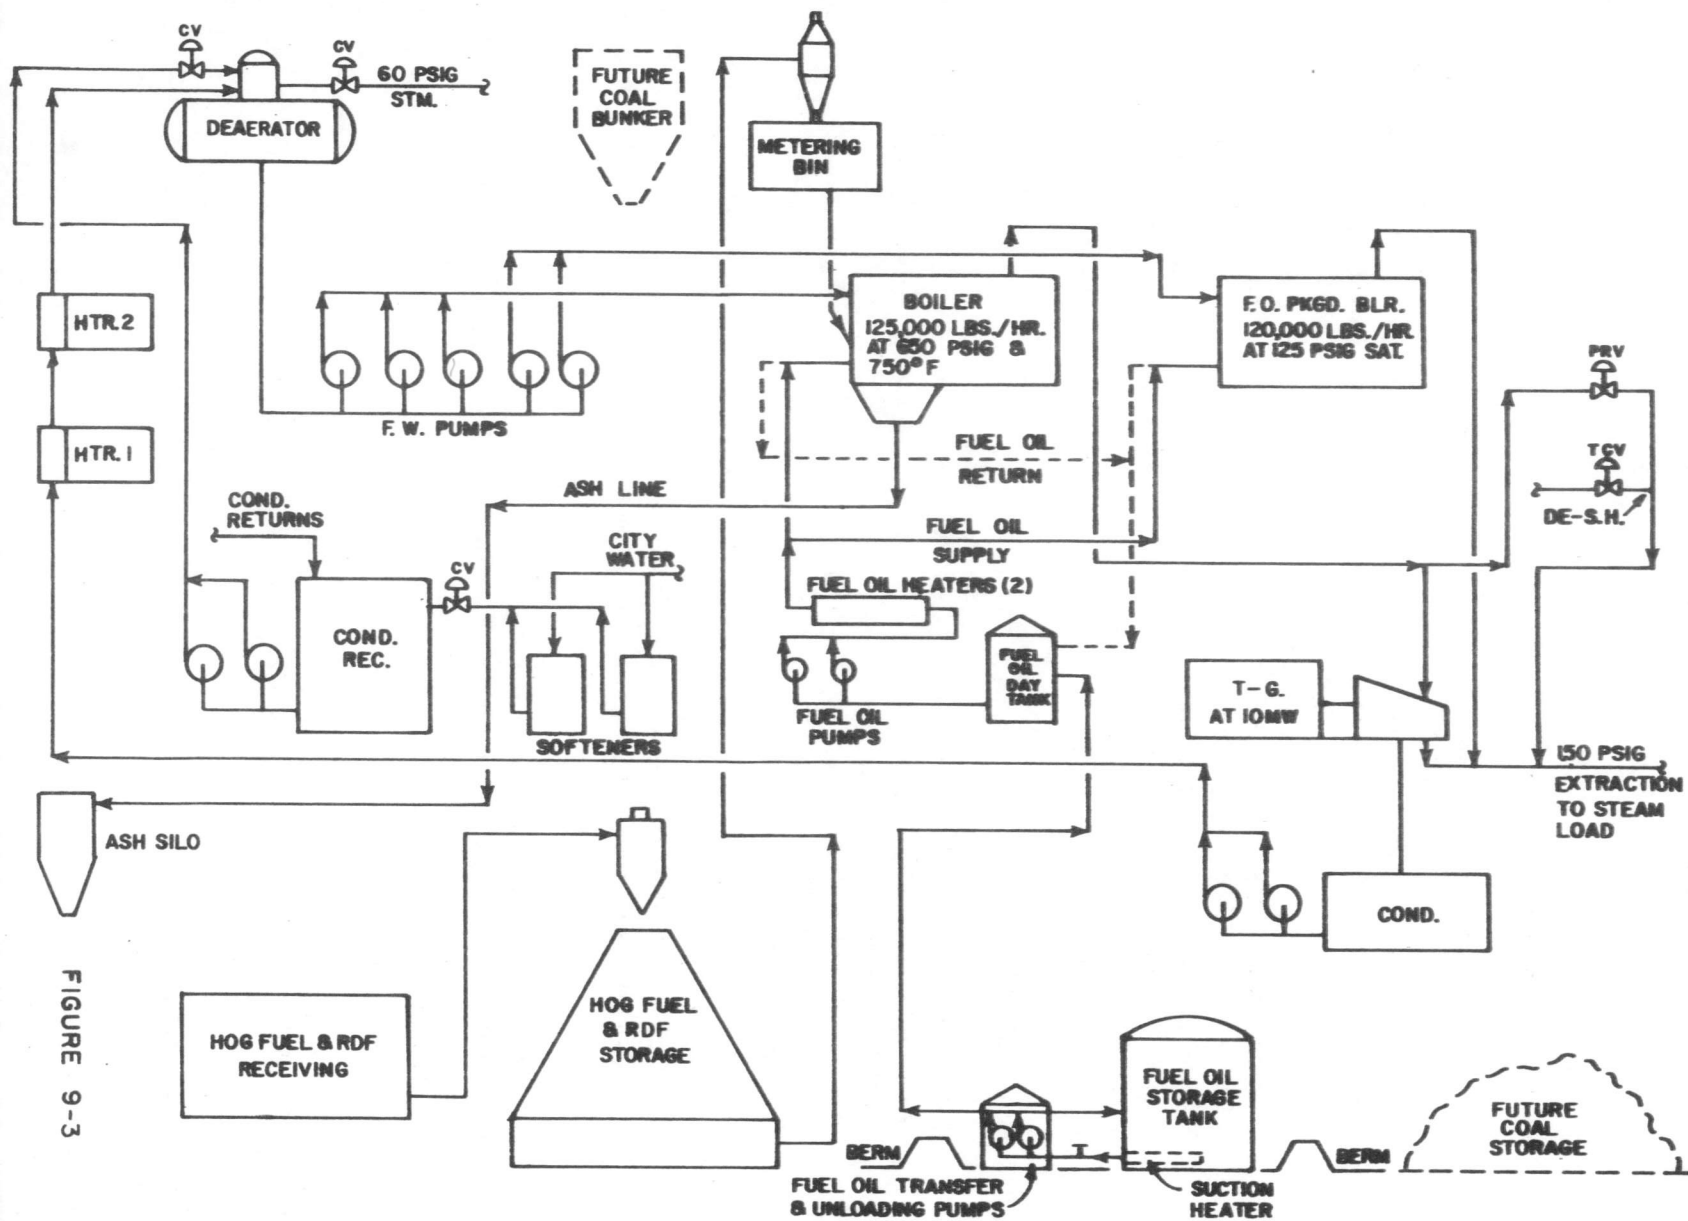 CV
CV
60 PSIG
STM.
DEAERATOR
FUTURE
COAL
BUNKER
METERING
BIN
HTR.2
HTR.1
F. W. PUMPS
BOILER
125,000 LBS./HR.
AT 650 PSIG &
750° F
F.O. PKGD. BLR.
120,000 LBS./HR.
AT 125 PSIG SAT.
PRV
TCV
DE-S.H.
FUEL OIL
RETURN
ASH LINE
COND.
RETURNS
CITY
WATER
FUEL OIL
SUPPLY
FUEL OIL HEATERS (2)
CV
COND.
REC.
SOFTENERS
FUEL OIL
PUMPS
FUEL
OIL
DAY
TANK
T-G.
AT 10MW
150 PSIG
EXTRACTION
TO STEAM
LOAD
ASH SILO
COND.
FIGURE 9-3
HOG FUEL & RDF
RECEIVING
HOG FUEL
& RDF
STORAGE
FUEL OIL
STORAGE
TANK
FUTURE
COAL
STORAGE
BERM
T
BERM
FUEL OIL TRANSFER
& UNLOADING PUMPS
SUCTION
HEATER